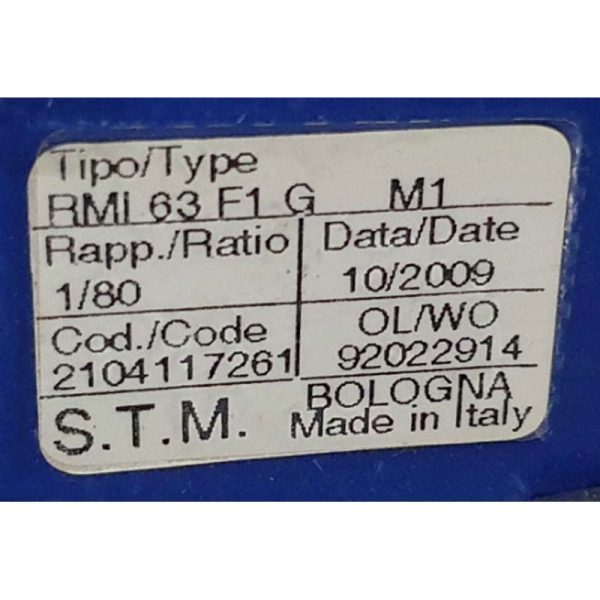 Tipo/Type
RMI 63 F1 G M1
Rapp./Ratio Data/Date
1/80 10/2009
Cod./Code OL/WO
2104117261 92022914
S.T.M. BOLOGNA
Made in Italy